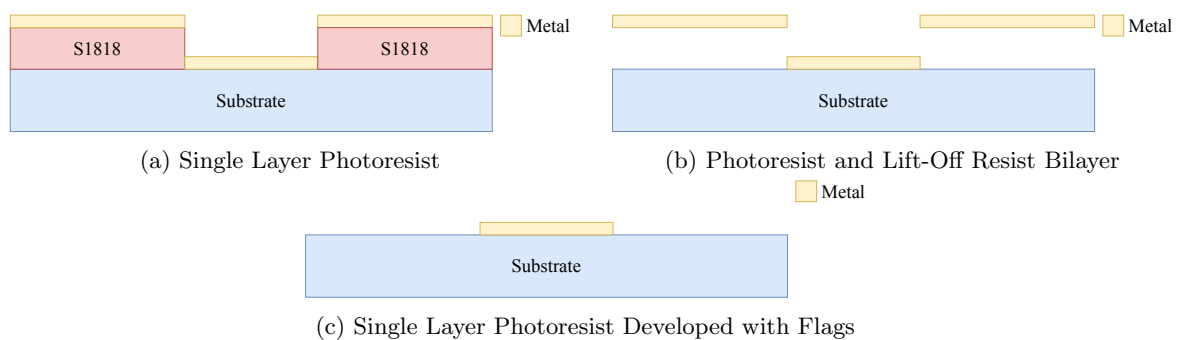 S1818
S1818
Metal
Substrate
(a) Single Layer Photoresist
Metal
Substrate
(b) Photoresist and Lift-Off Resist Bilayer
Metal
Substrate
(c) Single Layer Photoresist Developed with Flags